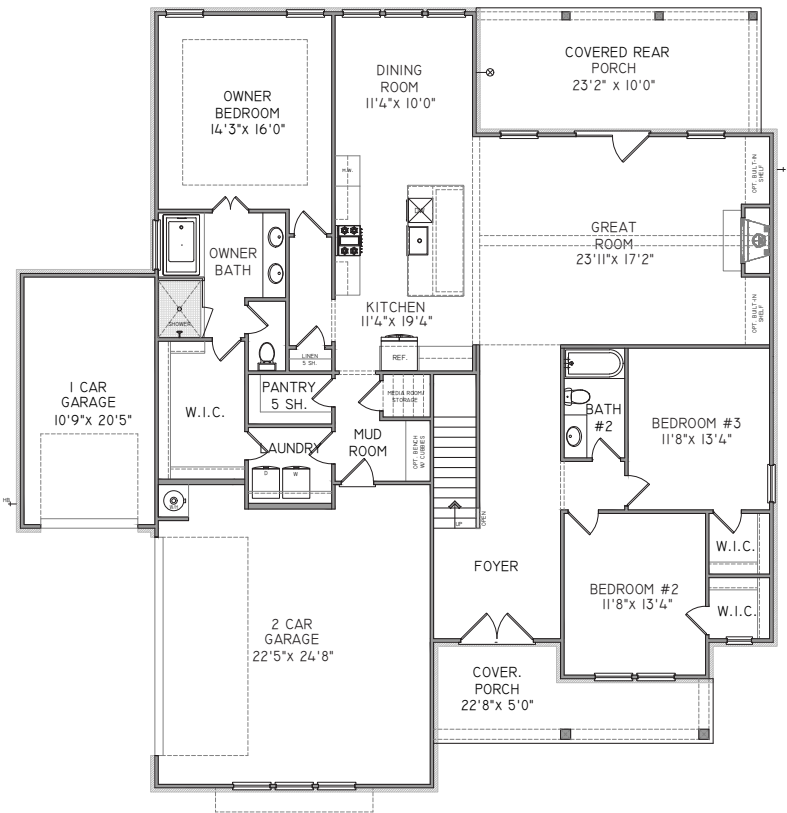 COVERED REAR
PORCH
23'2" x 10'0"
DINING
ROOM
11'4"x 10'0"
OWNER
BEDROOM
14'3"x 16'0"
M.W.
OPT. BUILT-IN
SHELF
DW
OWNER
BATH
GREAT
ROOM
23'11"x 17'2"
KITCHEN
11'4"x 19'4"
OPT. BUILT-IN
SHELF
SHOWER
LINEN
5 SH.
REF.
1 CAR
GARAGE
10'9"x 20'5"
W.I.C.
PANTRY
5 SH.
MEDIA ROOM/
STORAGE
BATH
#2
BEDROOM #3
11'8"x 13'4"
LAUNDRY
D
W
MUD
ROOM
OPT. BENCH
W/ CUBBIES
HB
W.H.
UP
OPEN
W.I.C.
FOYER
BEDROOM #2
11'8"x 13'4"
W.I.C.
2 CAR
GARAGE
22'5"x 24'8"
COVER.
PORCH
22'8"x 5'0"